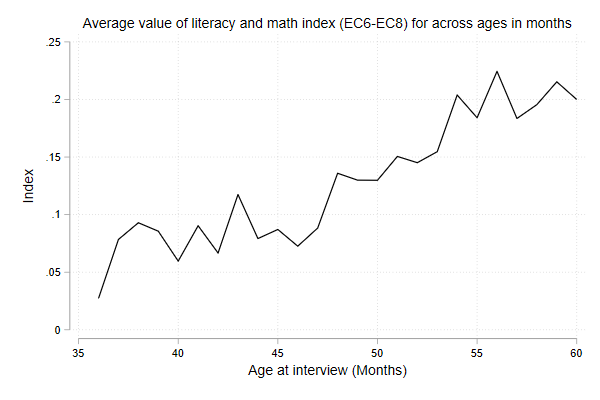 Average value of literacy and math index (EC6-EC8) for across ages in months
.25
.2
.15
.1
.05
0
Index
35 40 45 50 55 60
Age at interview (Months)